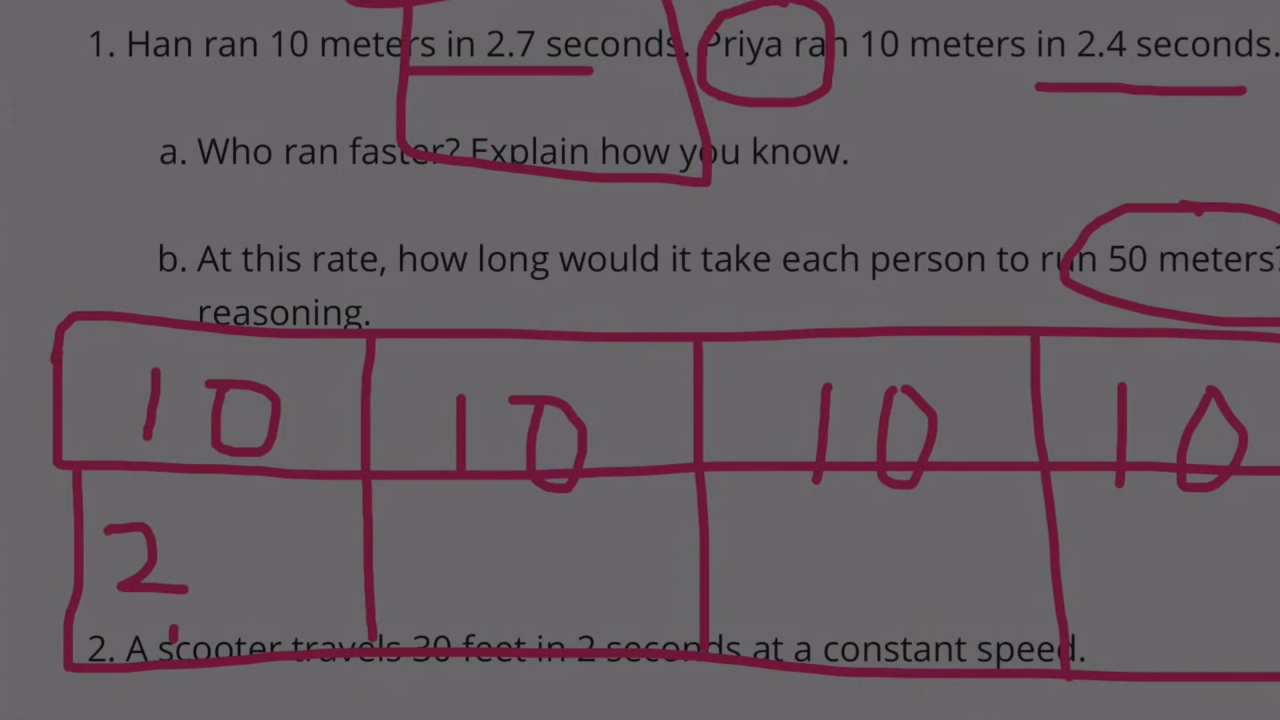 1. Han ran 10 meters in 2.7 seconds. Priya ran 10 meters in 2.4 seconds.
a. Who ran faster? Explain how you know.
b. At this rate, how long would it take each person to run 50 meters?
reasoning.
10 10 10 10
2.
2. A scooter travels 30 feet in 2 seconds at a constant speed.